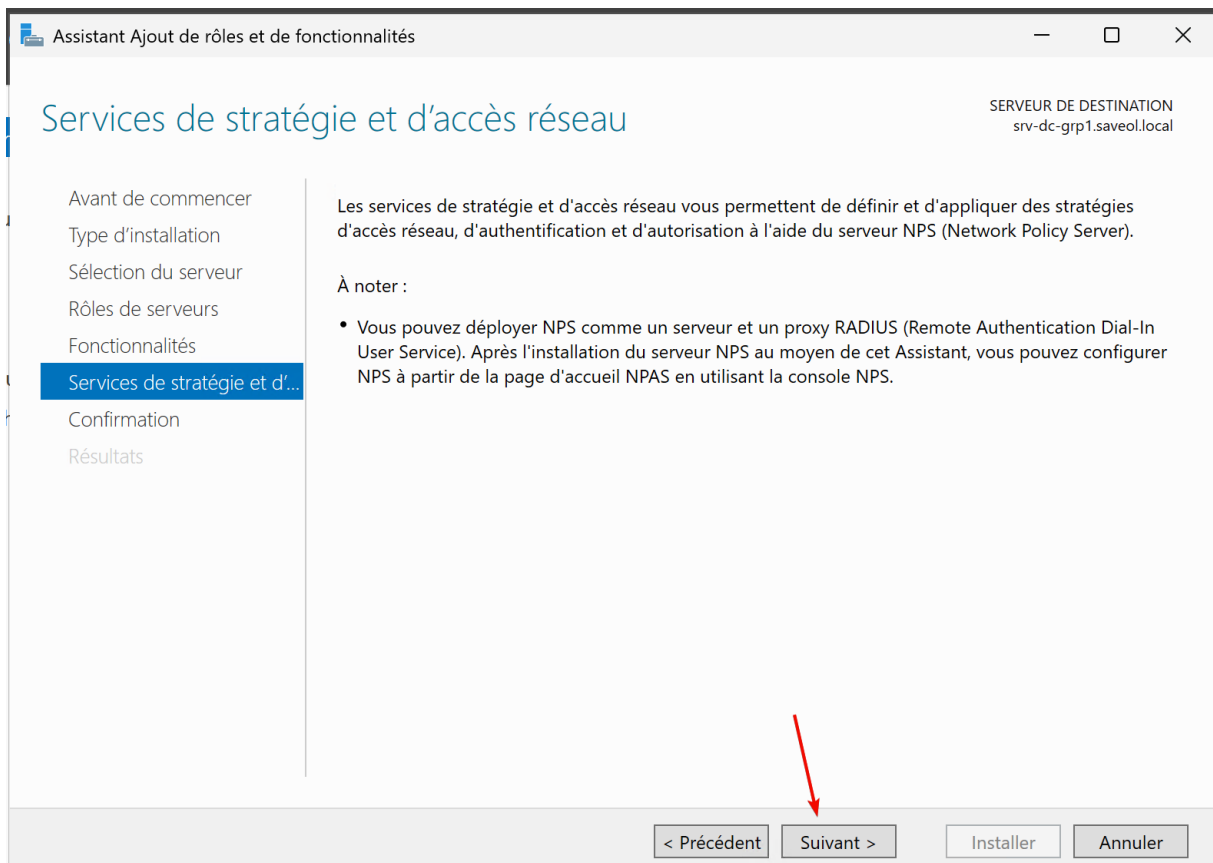 Assistant Ajout de rôles et de fonctionnalités
Services de stratégie et d’accès réseau
SERVEUR DE DESTINATION
srv-dc-grp1.saveol.local
Avant de commencer
Type d’installation
Sélection du serveur
Rôles de serveurs
Fonctionnalités
Services de stratégie et d’...
Confirmation
Résultats
Les services de stratégie et d'accès réseau vous permettent de définir et d'appliquer des stratégies
d'accès réseau, d'authentification et d'autorisation à l'aide du serveur NPS (Network Policy Server).
À noter :
• Vous pouvez déployer NPS comme un serveur et un proxy RADIUS (Remote Authentication Dial-In
User Service). Après l'installation du serveur NPS au moyen de cet Assistant, vous pouvez configurer
NPS à partir de la page d'accueil NPAS en utilisant la console NPS.
< Précédent
Suivant >
Installer
Annuler